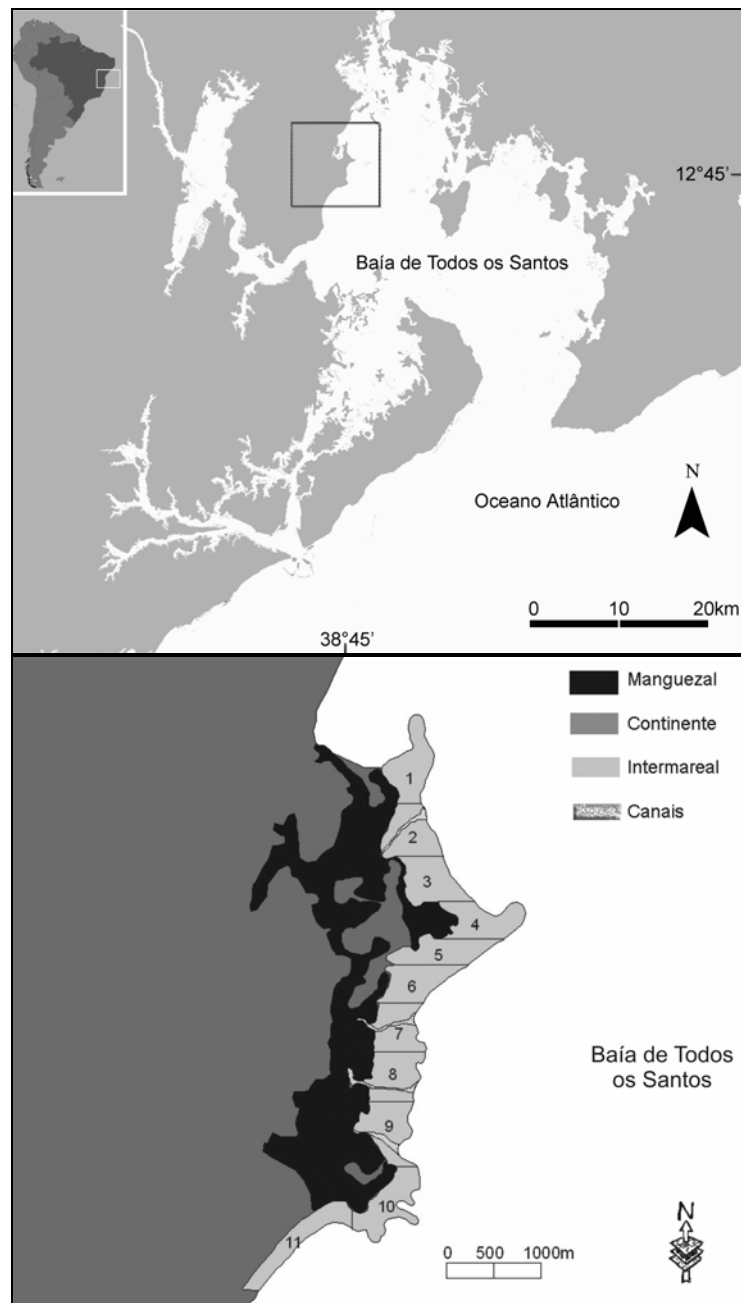 12°45’
Baía de Todos os Santos
Oceano Atlântico
N
0 10 20km
38°45’
Manguezal
Continente
Intermareal
Canais
1
2
3
4
5
6
7
8
9
10
11
Baía de Todos
os Santos
N
0 500 1000m